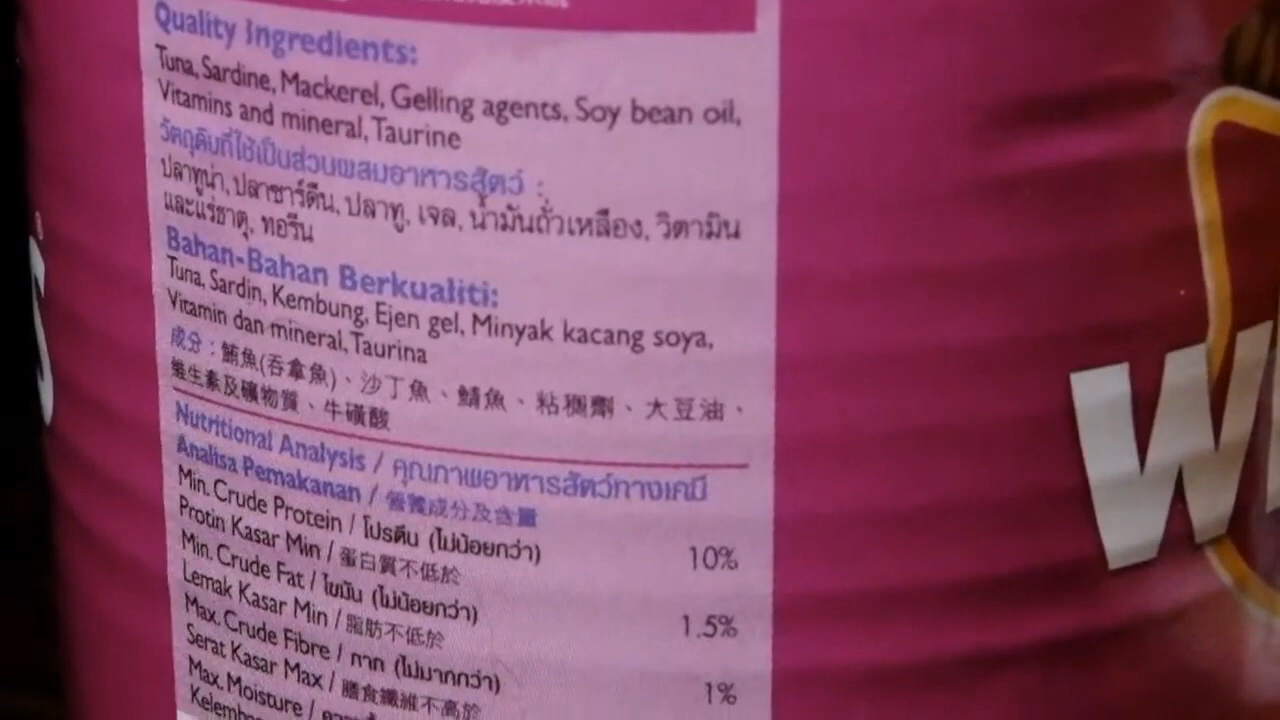 Quality Ingredients:
Tuna, Sardine, Mackerel, Gelling agents, Soy bean oil,
Vitamins and mineral, Taurine
วัตถุดิบที่ใช้เป็นส่วนผสมอาหารสัตว์ :
ปลาทูน่า, ปลาซาร์ดีน, ปลาทู, เจล, น้ำมันถั่วเหลือง, วิตามิน
และแร่ธาตุ, ทอรีน
Bahan-Bahan Berkualiti:
Tuna, Sardin, Kembung, Ejen gel, Minyak kacang soya,
Vitamin dan mineral, Taurina
成分：鮪魚(吞拿魚)、沙丁魚、鯖魚、粘稠劑、大豆油、
維生素及礦物質、牛磺酸
Nutritional Analysis / คุณภาพอาหารสัตว์ทางเคมี
Analisa Pemakanan / 營養成分及含量
Min. Crude Protein / โปรตีน (ไม่น้อยกว่า)
Protin Kasar Min / 蛋白質不低於 10%
Min. Crude Fat / ไขมัน (ไม่น้อยกว่า)
Lemak Kasar Min / 脂肪不低於 1.5%
Max. Crude Fibre / กาก (ไม่มากกว่า)
Serat Kasar Max / 膳食纖維不高於 1%
Max. Moisture /
W